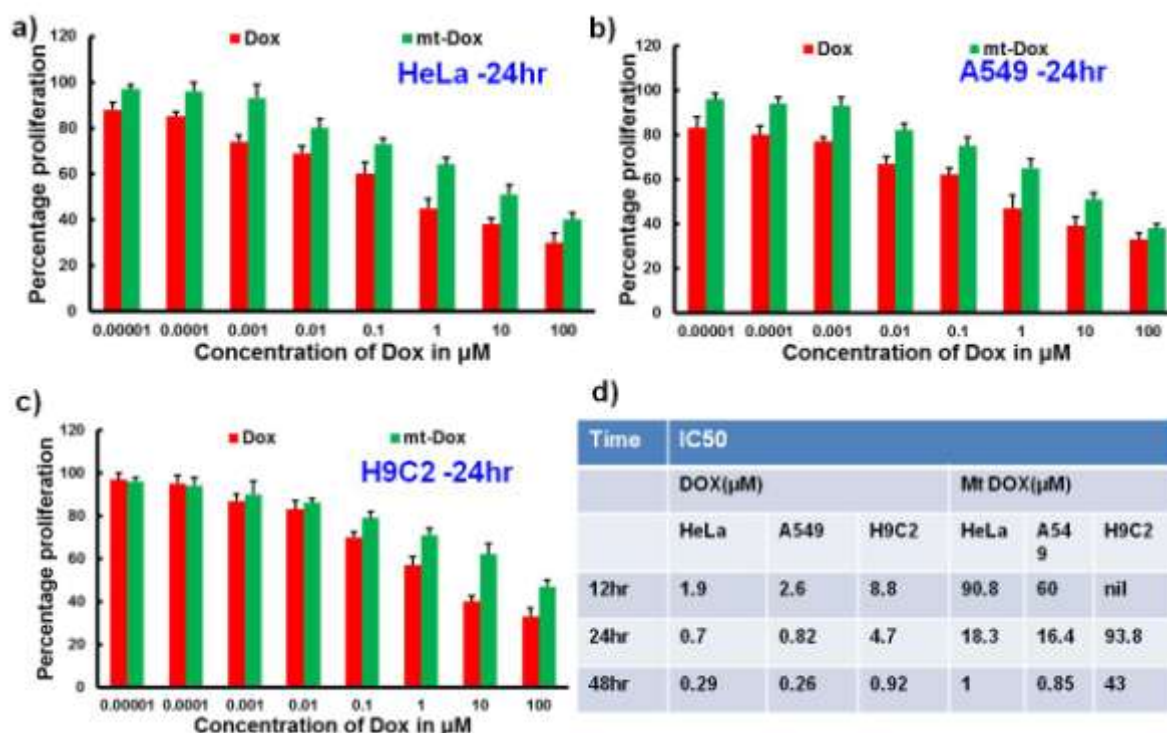 a)
Dox mt-Dox
HeLa -24hr
Percentage proliferation
120
100
80
60
40
20
0
0.00001 0.0001 0.001 0.01 0.1 1 10 100
Concentration of Dox in µM
b)
Dox mt-Dox
A549 -24hr
Percentage proliferation
120
100
80
60
40
20
0
0.00001 0.0001 0.001 0.01 0.1 1 10 100
Concentration of Dox in µM
c)
Dox mt-Dox
H9C2 -24hr
Percentage proliferation
120
100
80
60
40
20
0
0.00001 0.0001 0.001 0.01 0.1 1 10 100
Concentration of Dox in µM
d)
Time IC50
DOX(µM) Mt DOX(µM)
HeLa A549 H9C2 HeLa A54 H9C2
9
12hr 1.9 2.6 8.8 90.8 60 nil
24hr 0.7 0.82 4.7 18.3 16.4 93.8
48hr 0.29 0.26 0.92 1 0.85 43